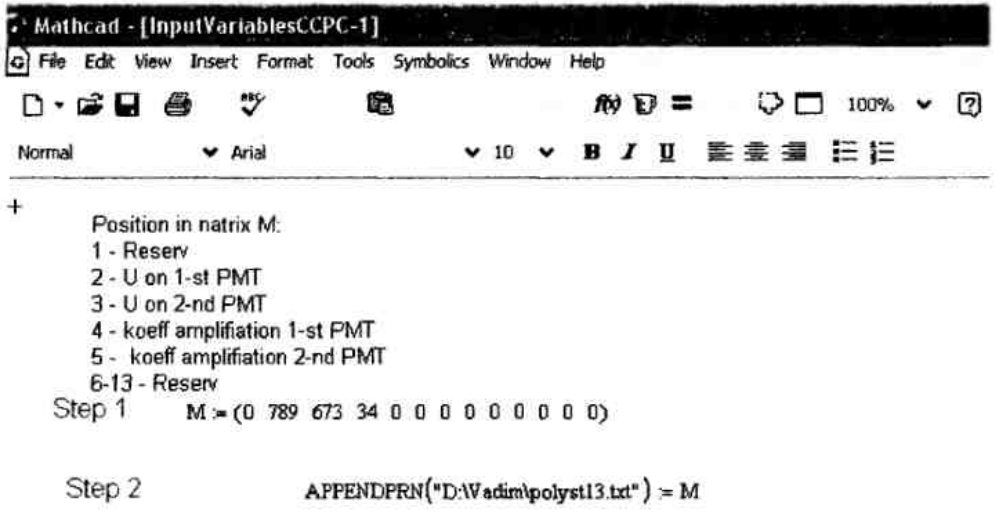 Mathcad - [InputVariablesCCPC-1]
File Edit View Insert Format Tools Symbolics Window Help
100%
Normal Arial 10 B I U
Position in natrix M:
1 - Reserv
2 - U on 1-st PMT
3 - U on 2-nd PMT
4 - koeff amplifiation 1-st PMT
5 - koeff amplifiation 2-nd PMT
6-13 - Reserv
Step 1 M := (0 789 673 34 0 0 0 0 0 0 0 0 0)
Step 2 APPENDPRN("D:\Vadim\polyst13.txt") := M